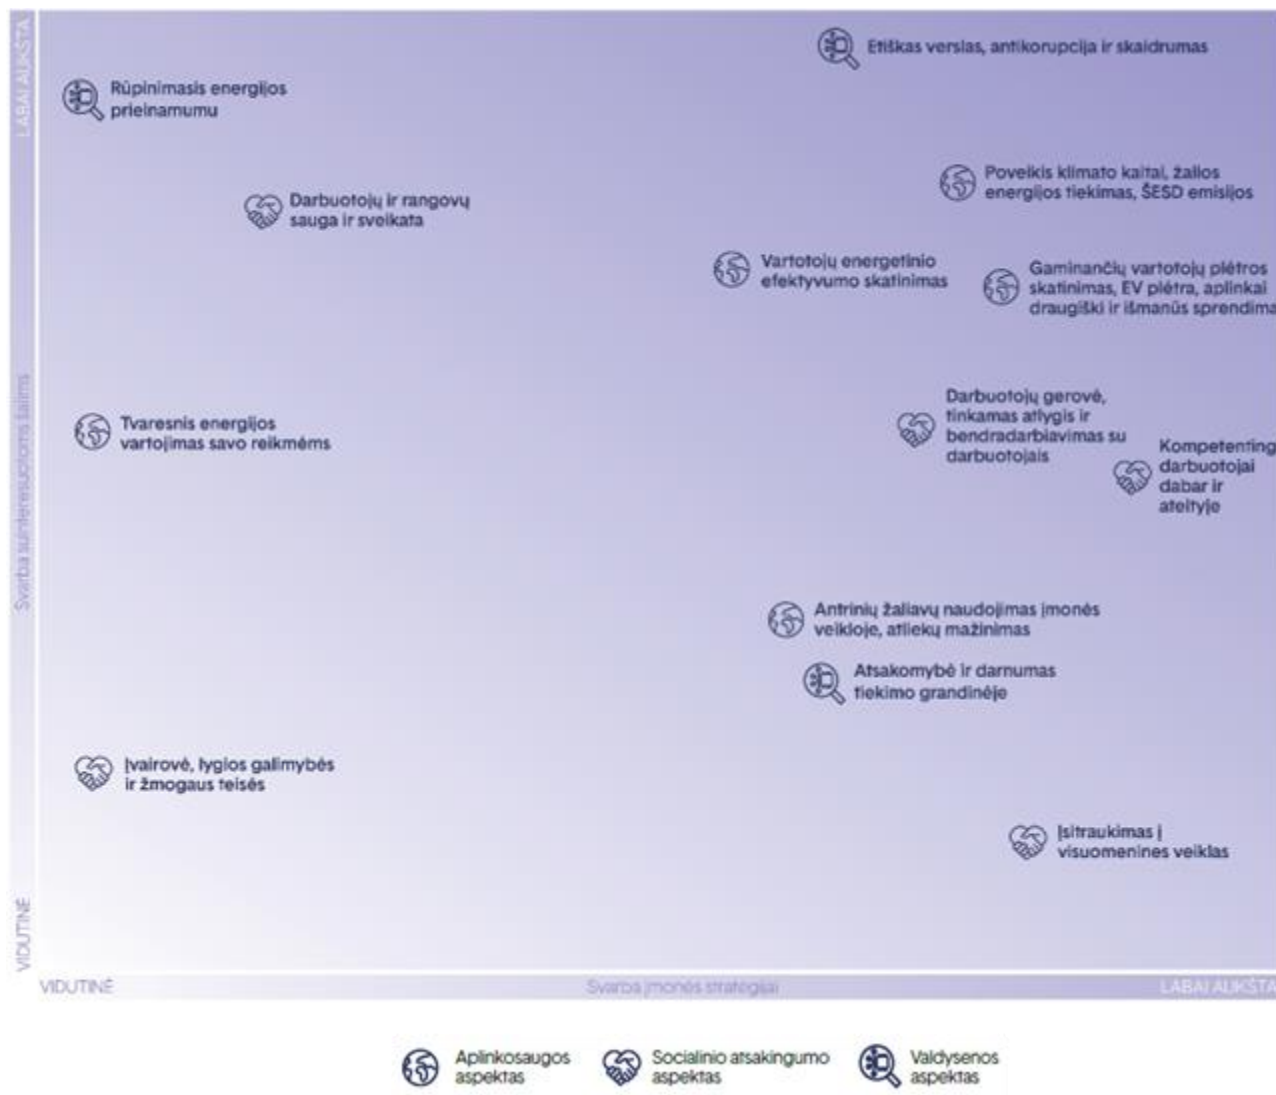 LABAI AUKŠTA
Svarba suinteresuotoms šalims
VIDUTINĖ
Etiškas verslas, antikorupcija ir skaidrumas
Rūpinimasis energijos
prieinamumu
Poveikis klimato kaitai, žalios
energijos tiekimas, ŠESD emisijos
Darbuotojų ir rangovų
sauga ir sveikata
Vartotojų energetinio
efektyvumo skatinimas
Gaminančių vartotojų plėtros
skatinimas, EV plėtra, aplinkai
draugiški ir išmanūs sprendima
Darbuotojų gerovė,
tinkamas atlygis ir
bendradarbiavimas su
darbuotojais
Tvaresnis energijos
vartojimas savo reikmėms
Kompetenting
darbuotojai
dabar ir
ateityje
Antrinių žaliavų naudojimas įmonės
veikloje, atliekų mažinimas
Atsakomybė ir darnumas
tiekimo grandinėje
Įvairovė, lygios galimybės
ir žmogaus teisės
Įsitraukimas į
visuomenines veiklas
VIDUTINĖ
Svarba įmonės strategijai
LABAI AUKŠTA
Aplinkosaugos
aspektas
Socialinio atsakingumo
aspektas
Valdysenos
aspektas